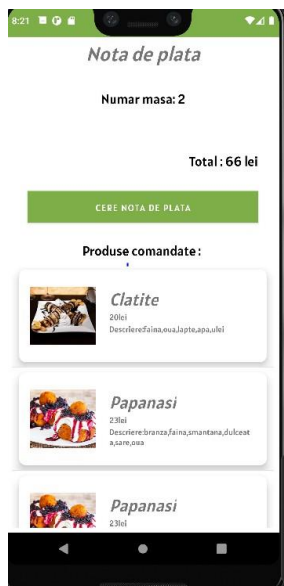 8:21
Nota de plata
Numar masa: 2
Total : 66 lei
CERE NOTA DE PLATA
Produse comandate :
Clatite
20lei
Descriere:faina,oua,lapte,apa,ulei
Papanasi
23lei
Descriere:branza,faina,smantana,dulceat
a,sare,oua
Papanasi
23lei